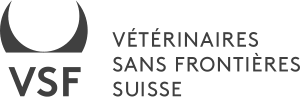 VSF
VÉTÉRINAIRES
SANS FRONTIÈRES
SUISSE